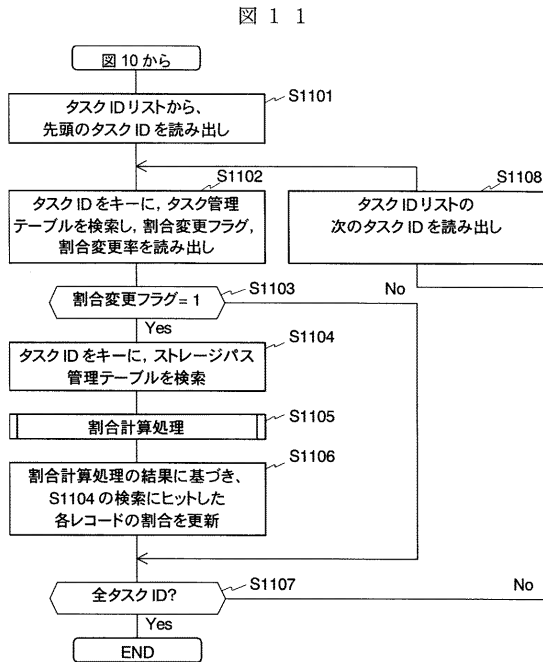 図 1 1
図 10 から
タスク ID リストから、
先頭のタスク ID を読み出し
S1101
S1102
タスク ID をキーに, タスク管理
テーブルを検索し, 割合変更フラグ,
割合変更率を読み出し
S1108
タスク ID リストの
次のタスク ID を読み出し
割合変更フラグ= 1
S1103
No
Yes
タスク ID をキーに, ストレージパス
管理テーブルを検索
S1104
割合計算処理
S1105
割合計算処理の結果に基づき、
S1104 の検索にヒットした
各レコードの割合を更新
S1106
全タスク ID?
S1107
No
Yes
END